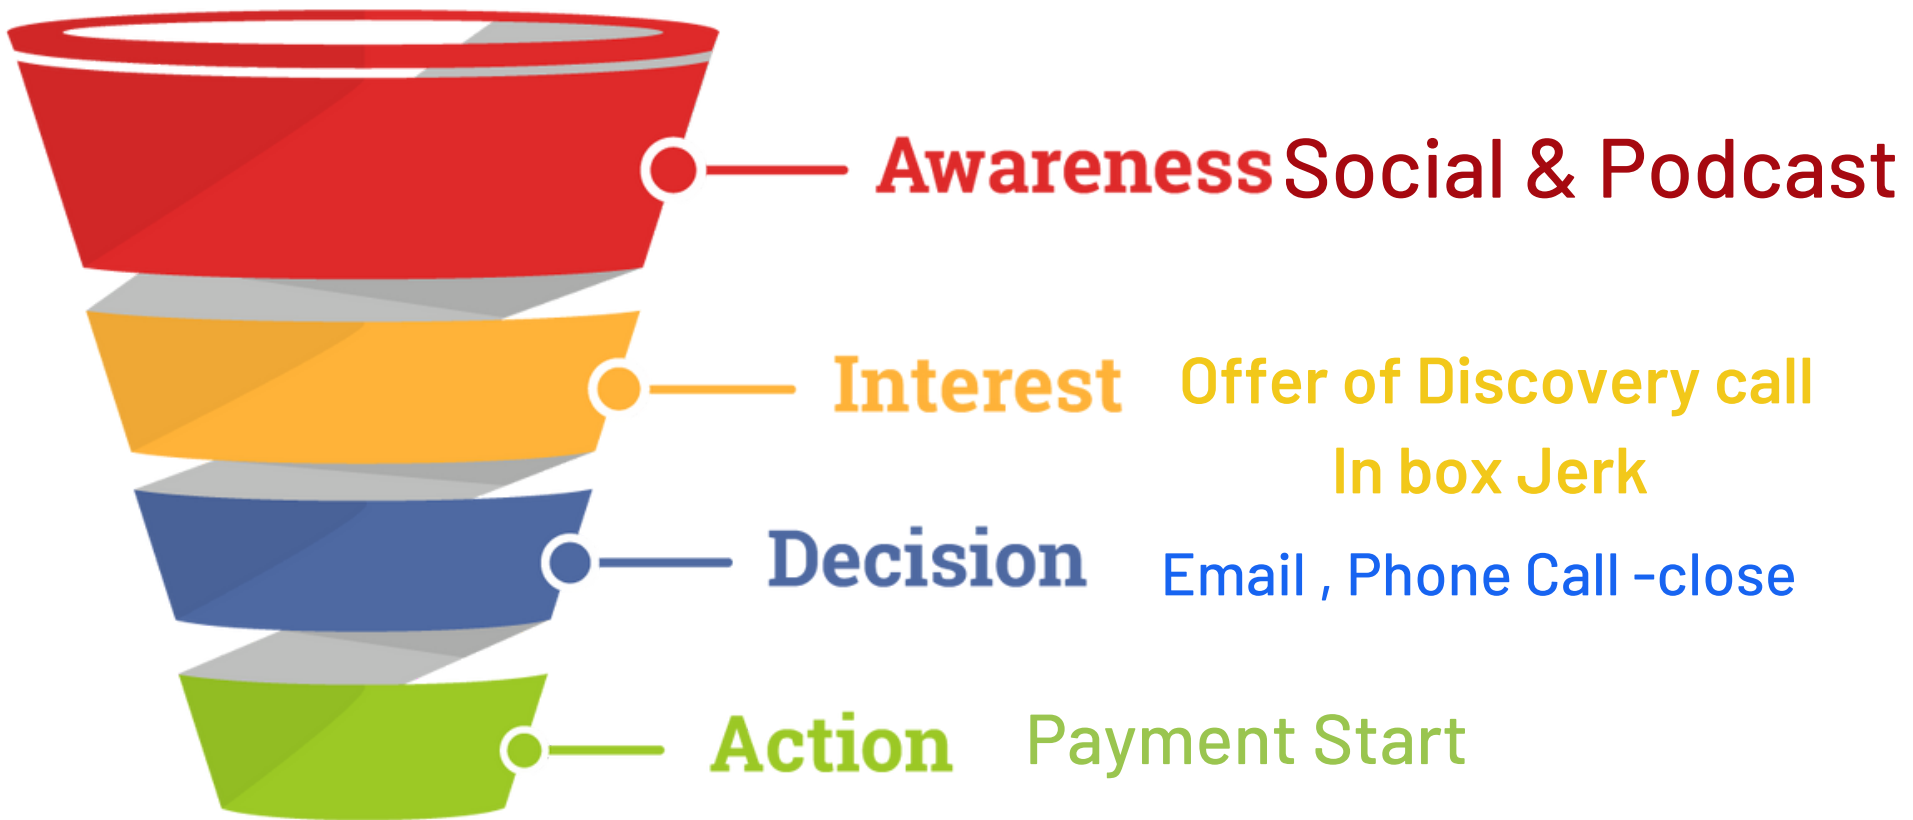 Awareness Social & Podcast
Interest Offer of Discovery call
In box Jerk
Decision Email , Phone Call -close
Action Payment Start